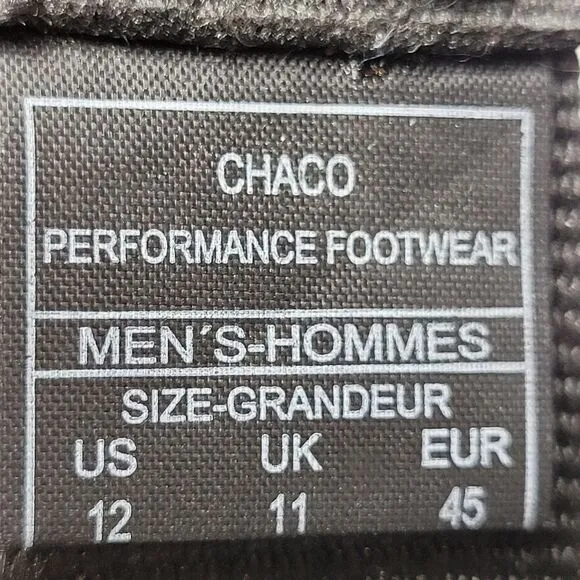 CHACO
PERFORMANCE FOOTWEAR
MEN´S-HOMMES
SIZE-GRANDEUR
US UK EUR
12 11 45